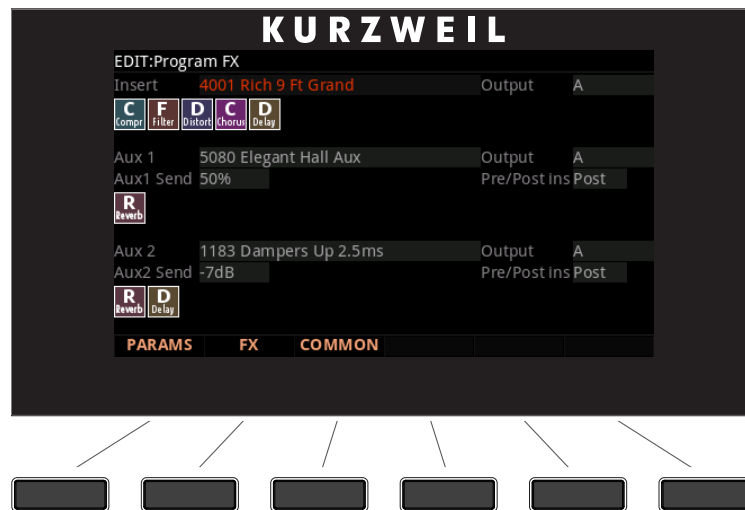 KURZWEIL
EDIT:Program FX
Insert 4001 Rich 9 Ft Grand Output A
C F D C D
Compr Filter Distort Chorus Delay
Aux 1 5080 Elegant Hall Aux Output A
Aux1 Send 50% Pre/Post ins Post
R
Reverb
Aux 2 1183 Dampers Up 2.5ms Output A
Aux2 Send -7dB Pre/Post ins Post
R D
Reverb Delay
PARAMS FX COMMON